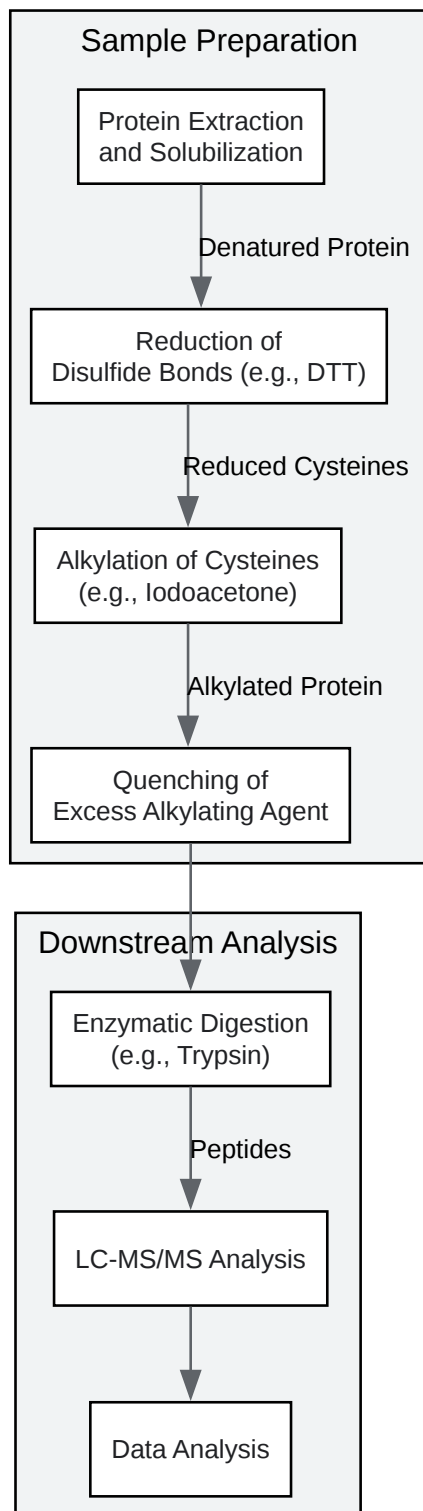 Sample Preparation
Protein Extraction
and Solubilization
Denatured Protein
Reduction of
Disulfide Bonds (e.g., DTT)
Reduced Cysteines
Alkylation of Cysteines
(e.g., Iodoacetone)
Alkylated Protein
Quenching of
Excess Alkylating Agent
Downstream Analysis
Enzymatic Digestion
(e.g., Trypsin)
Peptides
LC-MS/MS Analysis
Data Analysis